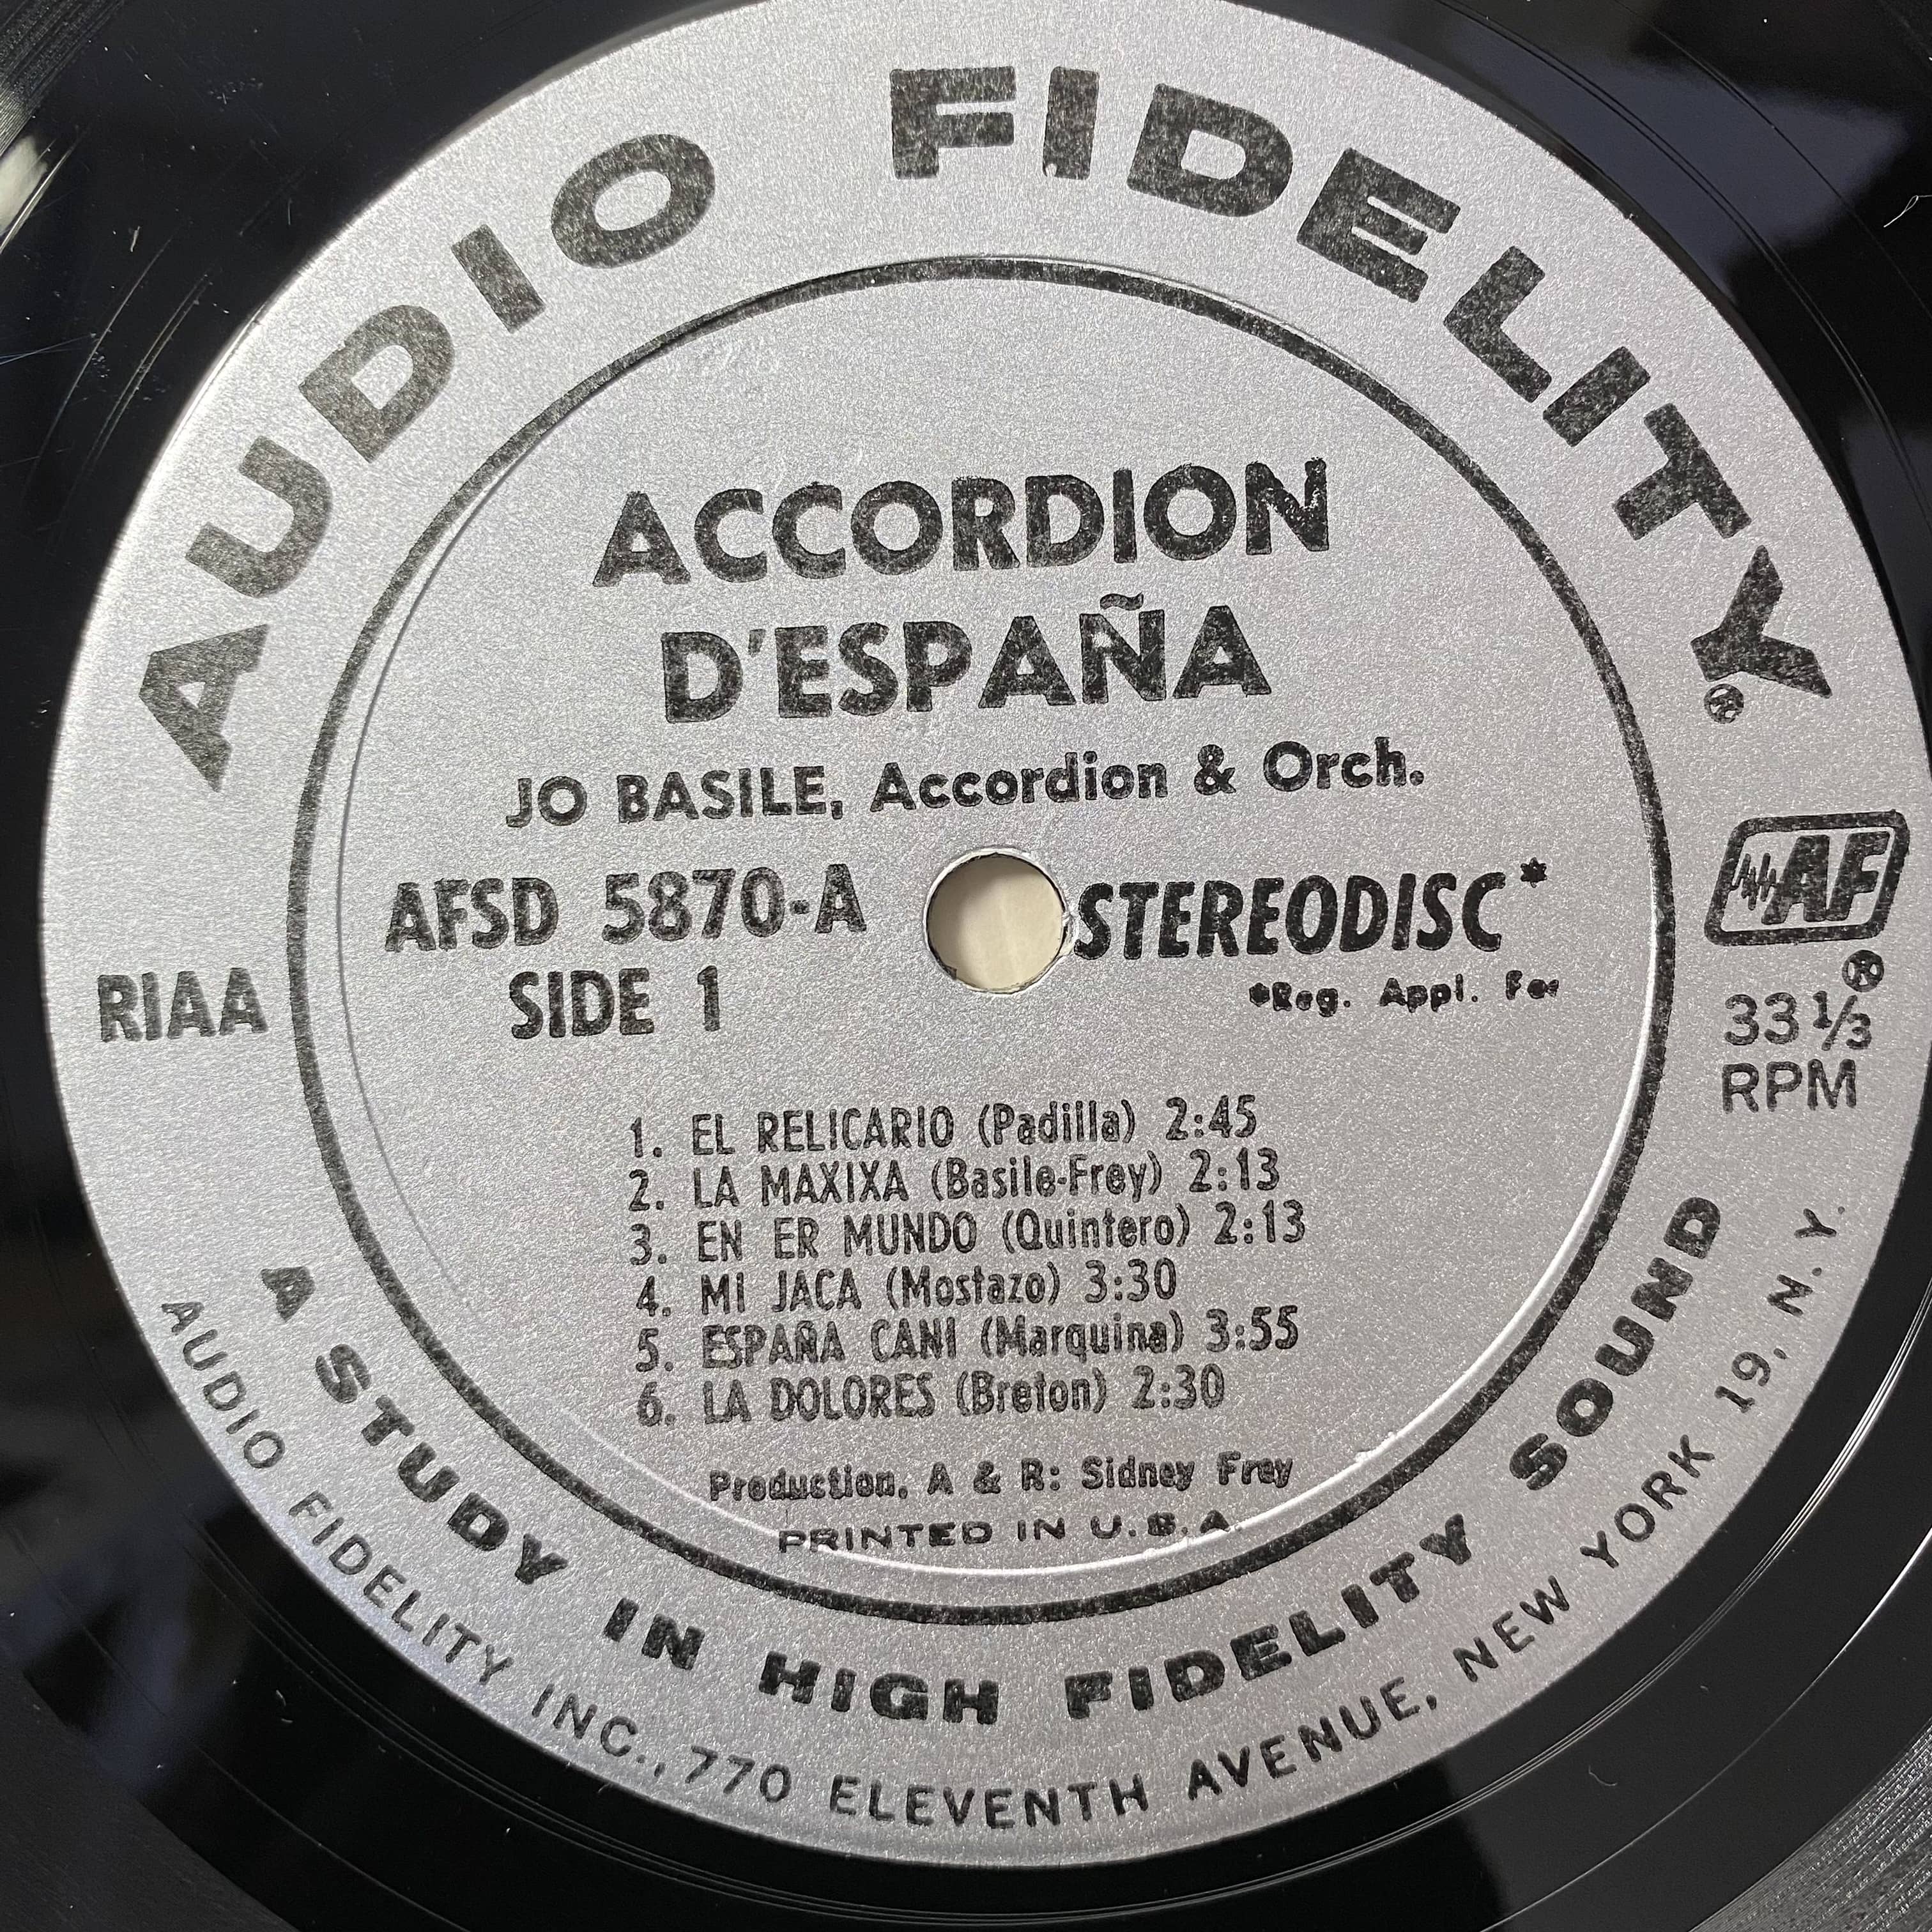 AUDIO FIDELITY®
ACCORDION
D'ESPAÑA
JO BASILE, Accordion & Orch.
AFSD 5870-A
SIDE 1
STEREODISC*
*Reg. Appl. For
RIAA
AF®
33 1/3
RPM
1. EL RELICARIO (Padilla) 2:45
2. LA MAXIXA (Basile-Frey) 2:13
3. EN ER MUNDO (Quintero) 2:13
4. MI JACA (Mostazo) 3:30
5. ESPAÑA CANI (Marquina) 3:55
6. LA DOLORES (Breton) 2:30
Production, A & R: Sidney Frey
PRINTED IN U.S.A.
A STUDY IN HIGH FIDELITY SOUND
AUDIO FIDELITY INC., 770 ELEVENTH AVENUE, NEW YORK 19, N.Y.